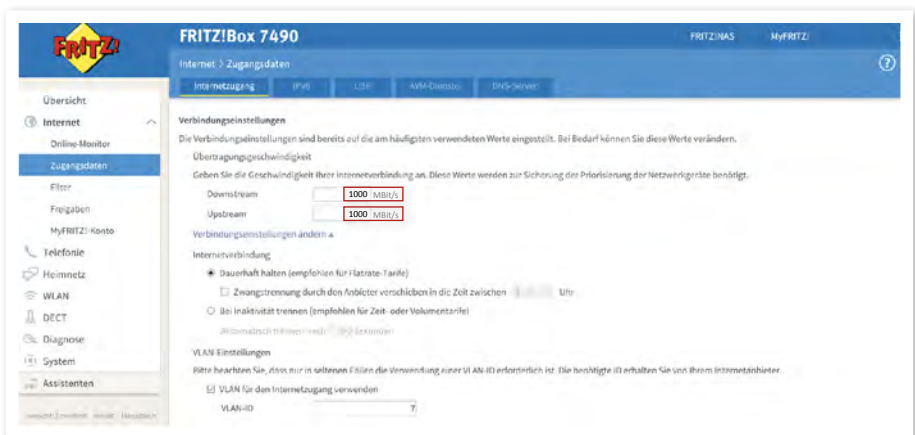 FRITZ!
FRITZ!Box 7490
FRITZ!NAS
MyFRITZ!
Internet > Zugangsdaten
?
Internetzugang
IPv6
LISP
AVM-Dienste
DNS-Server
Übersicht
Internet
Online-Monitor
Zugangsdaten
Filter
Freigaben
MyFRITZ!-Konto
Telefonie
Heimnetz
WLAN
DECT
Diagnose
System
Assistenten
Verbindungseinstellungen
Die Verbindungseinstellungen sind bereits auf die am häufigsten verwendeten Werte eingestellt. Bei Bedarf können Sie diese Werte verändern.
Übertragungsgeschwindigkeit
Geben Sie die Geschwindigkeit Ihrer Internetverbindung an. Diese Werte werden zur Sicherung der Priorisierung der Netzwerkgeräte benötigt.
Downstream 1000 MBit/s
Upstream 1000 MBit/s
Verbindungseinstellungen ändern
Internetverbindung
Dauerhaft halten (empfohlen für Flatrate-Tarife)
Zwangstrennung durch den Anbieter verschieben in die Zeit zwischen Uhr
Bei Inaktivität trennen (empfohlen für Zeit- oder Volumentarife)
VLAN-Einstellungen
Bitte beachten Sie, dass nur in seltenen Fällen die Verwendung einer VLAN-ID erforderlich ist. Die benötigte ID erhalten Sie von Ihrem Internetanbieter.
VLAN für den Internetzugang verwenden
VLAN-ID 7